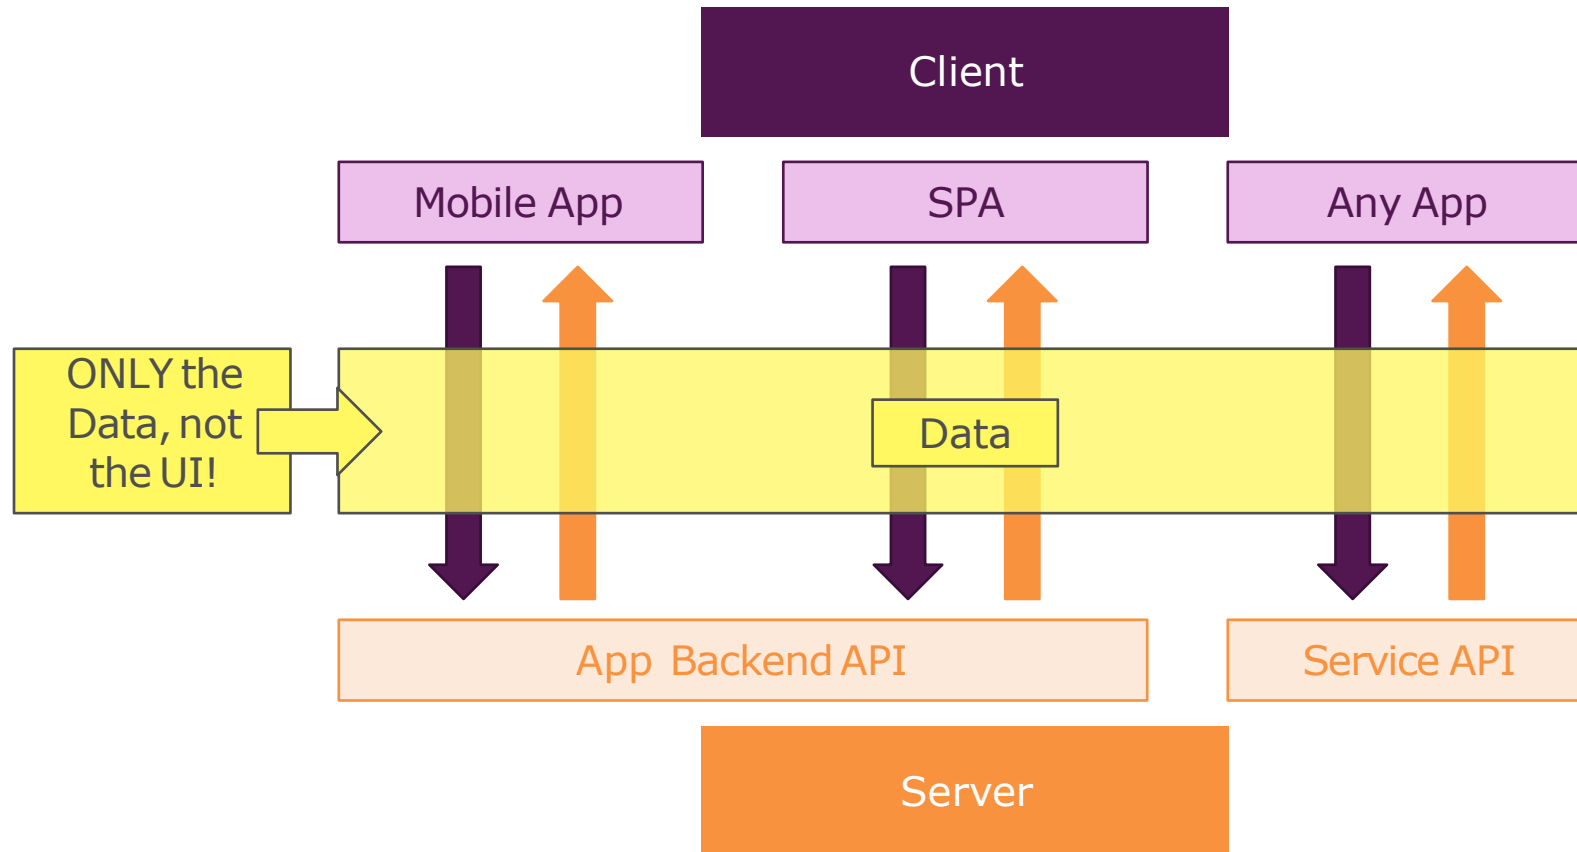 Client
Mobile App
SPA
Any App
ONLY the
Data, not
the UI!
Data
App Backend API
Service API
Server